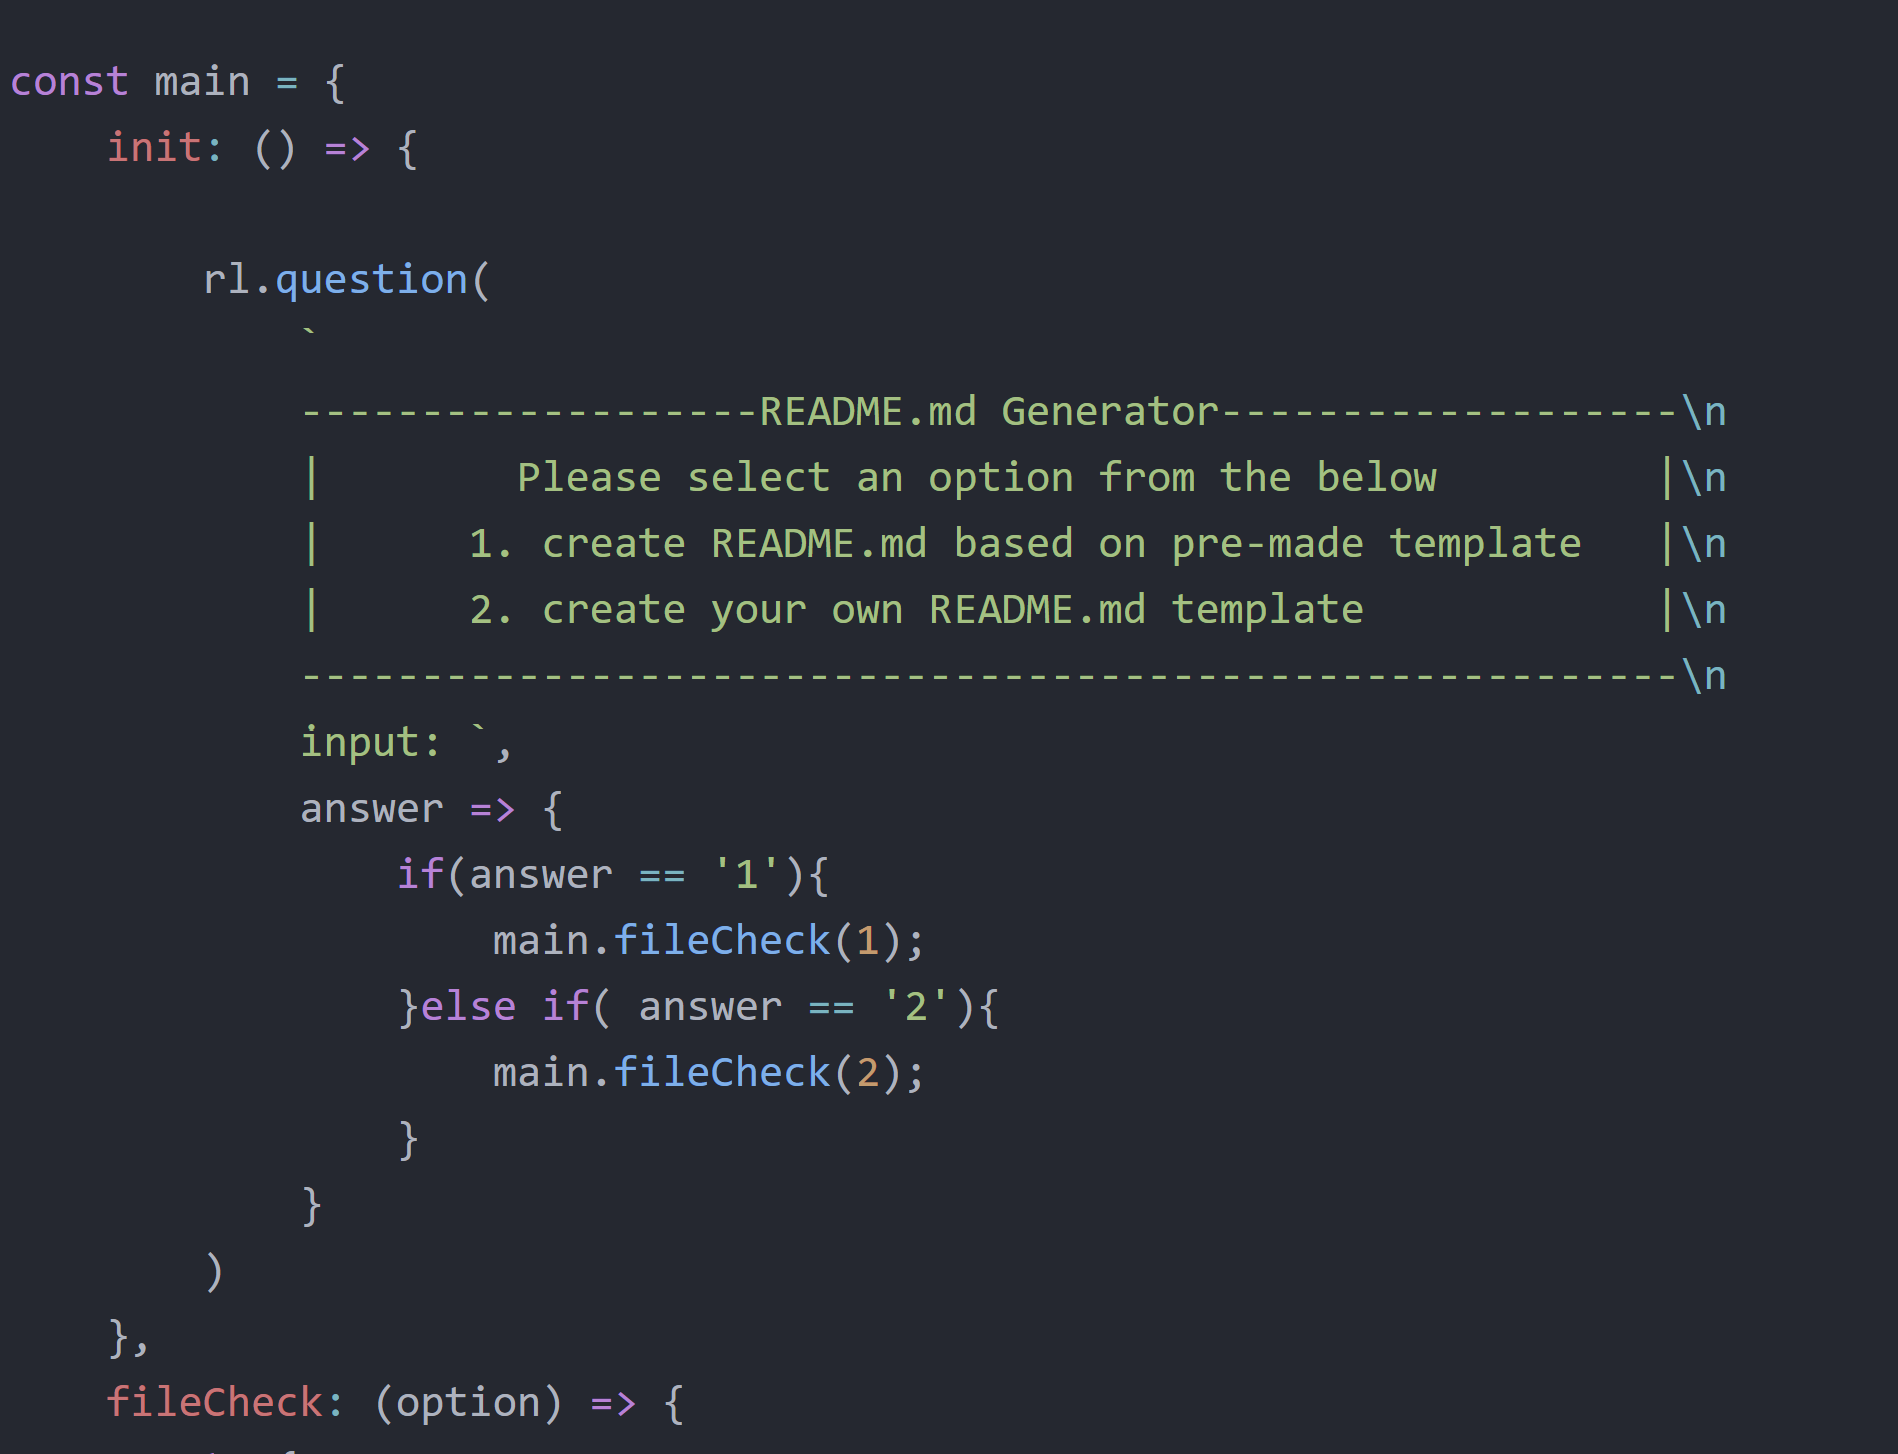 const main = {
    init: () => {

        rl.question(
            `
            -------------------README.md Generator-------------------\n
            |        Please select an option from the below         |\n
            |      1. create README.md based on pre-made template   |\n
            |      2. create your own README.md template            |\n
            ---------------------------------------------------------\n
            input: `,
            answer => {
                if(answer == '1'){
                    main.fileCheck(1);
                }else if( answer == '2'){
                    main.fileCheck(2);
                }
            }
        )
    },
    fileCheck: (option) => {